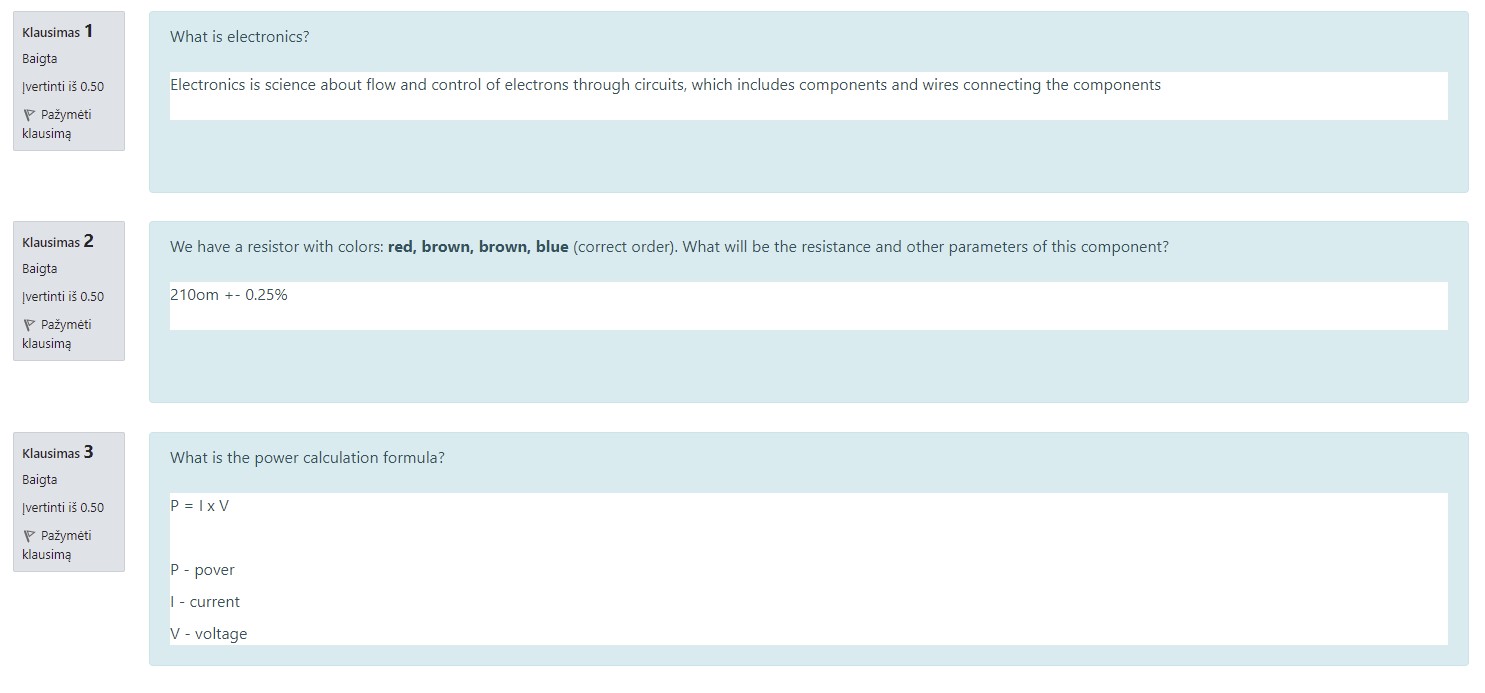 Klausimas 1
Baigta
Įvertinti iš 0.50
Pažymėti
klausimą
What is electronics?
Electronics is science about flow and control of electrons through circuits, which includes components and wires connecting the components
Klausimas 2
Baigta
Įvertinti iš 0.50
Pažymėti
klausimą
We have a resistor with colors: red, brown, brown, blue (correct order). What will be the resistance and other parameters of this component?
210om +- 0.25%
Klausimas 3
Baigta
Įvertinti iš 0.50
Pažymėti
klausimą
What is the power calculation formula?
P = I x V
P - pover
I - current
V - voltage